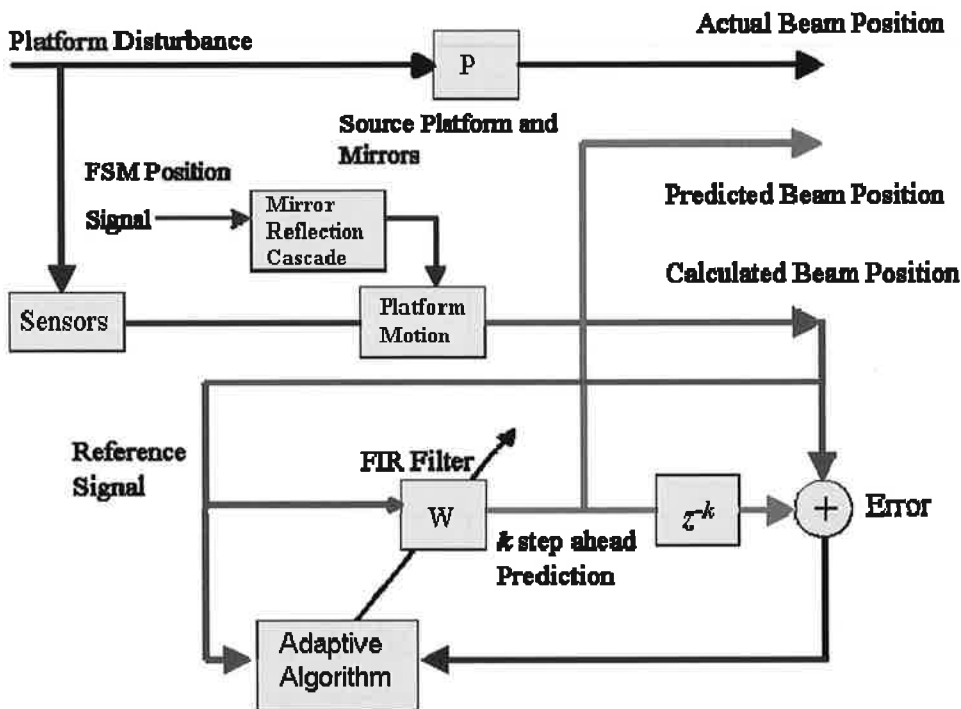 Actual Beam Position
Platform Disturbance
P
Source Platform and
Mirrors
FSM Position
Signal
Mirror
Reflection
Cascade
Predicted Beam Position
Calculated Beam Position
Sensors
Platform
Motion
Reference
Signal
FIR Filter
W
z^-k
+
Error
k step ahead
Prediction
Adaptive
Algorithm